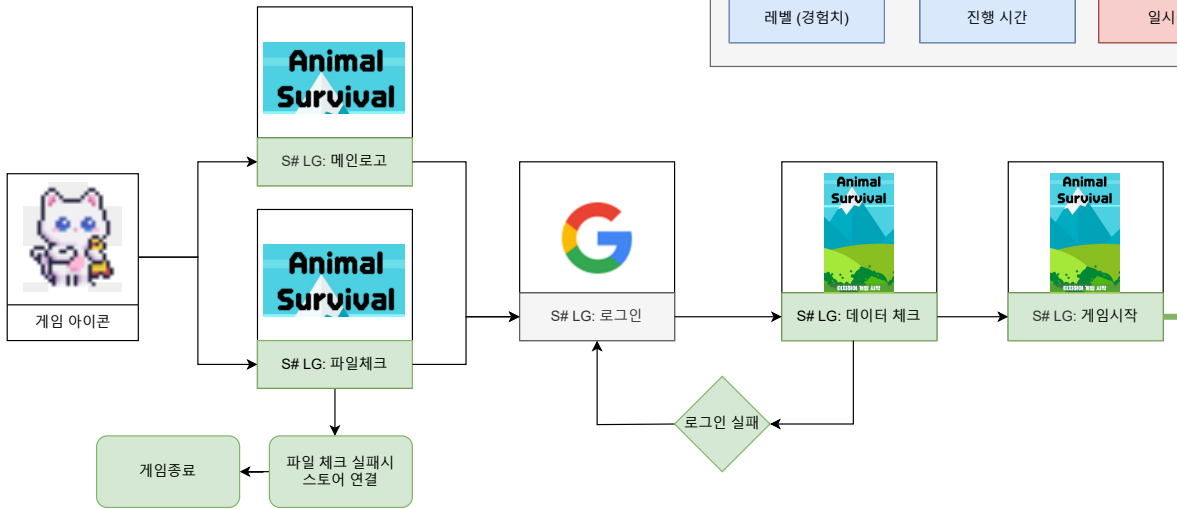 레벨 (경험치)
진행 시간
일시
Animal
Survival
S# LG: 메인로고
게임 아이콘
Animal
Survival
S# LG: 파일체크
S# LG: 로그인
Animal
Survival
S# LG: 데이터 체크
Animal
Survival
S# LG: 게임시작
로그인 실패
게임종료
파일 체크 실패시
스토어 연결